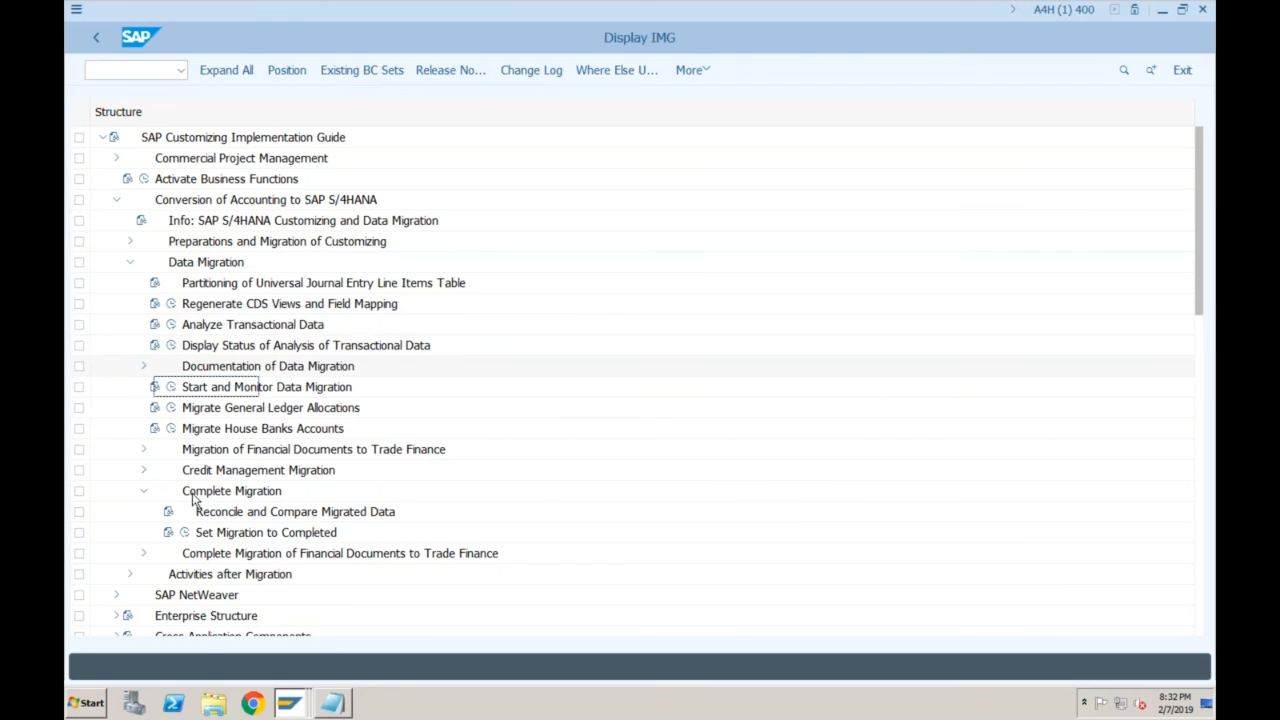 A4H (1) 400
SAP
Display IMG
Expand All Position Existing BC Sets Release No... Change Log Where Else U... More Exit
Structure
SAP Customizing Implementation Guide
Commercial Project Management
Activate Business Functions
Conversion of Accounting to SAP S/4HANA
Info: SAP S/4HANA Customizing and Data Migration
Preparations and Migration of Customizing
Data Migration
Partitioning of Universal Journal Entry Line Items Table
Regenerate CDS Views and Field Mapping
Analyze Transactional Data
Display Status of Analysis of Transactional Data
Documentation of Data Migration
Start and Monitor Data Migration
Migrate General Ledger Allocations
Migrate House Banks Accounts
Migration of Financial Documents to Trade Finance
Credit Management Migration
Complete Migration
Reconcile and Compare Migrated Data
Set Migration to Completed
Complete Migration of Financial Documents to Trade Finance
Activities after Migration
SAP NetWeaver
Enterprise Structure
Cross Application Components
Start
8:32 PM
2/7/2019